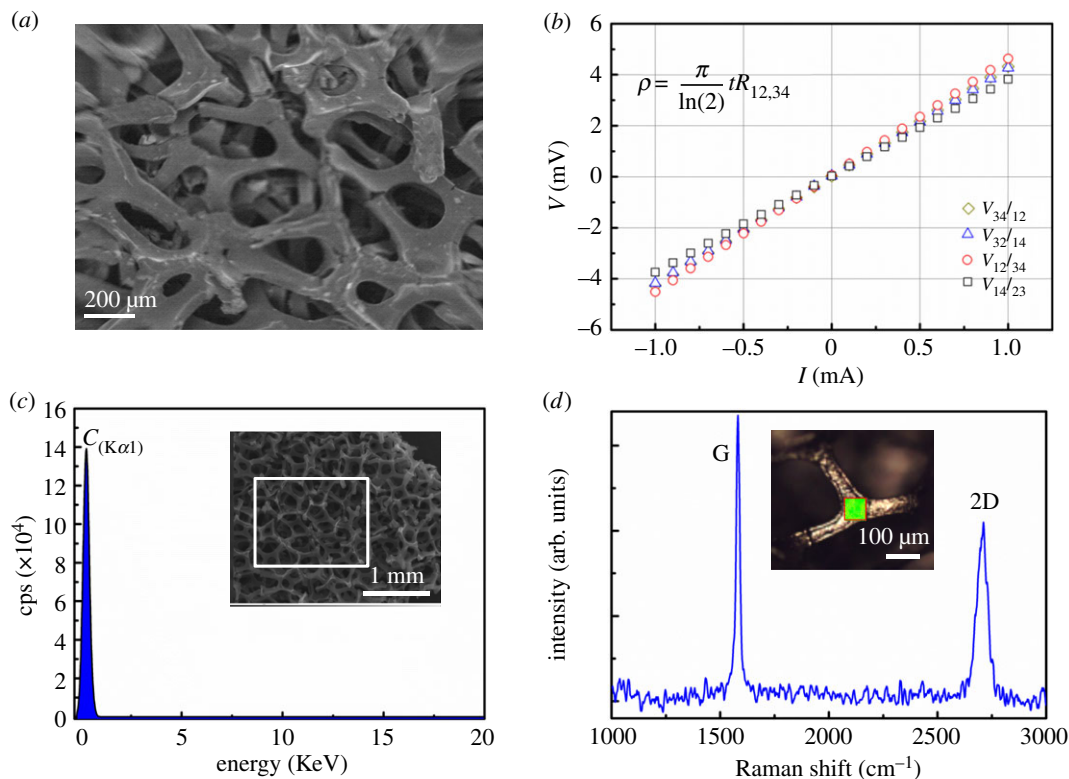 (a)
200 µm
(b)
6
4
2
0
−2
−4
−6
ρ = π/ln(2) tR12,34
V34/12
V32/14
V12/34
V14/23
V (mV)
−1.0 −0.5 0 0.5 1.0
I (mA)
(c)
16
14
12
10
8
6
4
2
0
C(Kα1)
1 mm
cps (×10⁴)
0 5 10 15 20
energy (KeV)
(d)
G
2D
100 µm
intensity (arb. units)
1000 1500 2000 2500 3000
Raman shift (cm⁻¹)